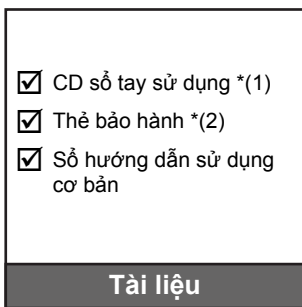 ☑ CD sổ tay sử dụng *(1)
☑ Thẻ bảo hành *(2)
☑ Sổ hướng dẫn sử dụng
cơ bản
Tài liệu